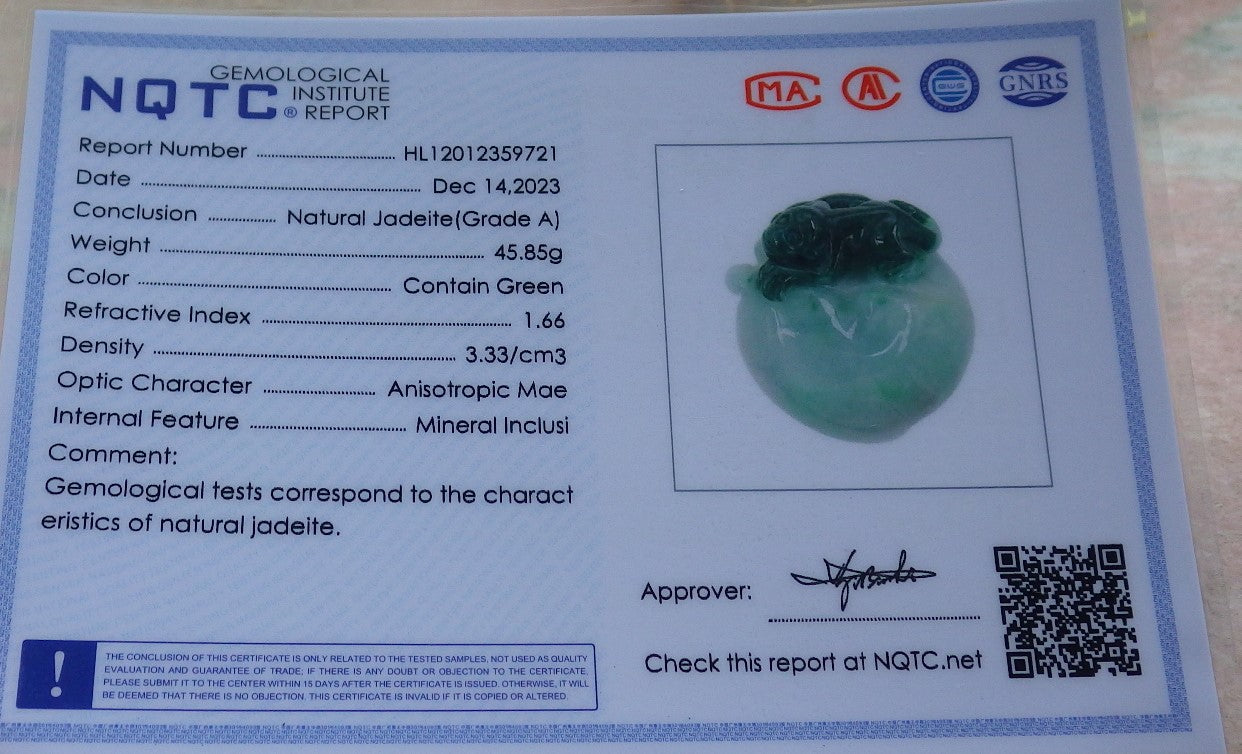 NQTC® GEMOLOGICAL INSTITUTE REPORT
MA
AL
CUS
GNRS
Report Number ........ HL12012359721
Date ........ Dec 14,2023
Conclusion ........ Natural Jadeite(Grade A)
Weight ........ 45.85g
Color ........ Contain Green
Refractive Index ........ 1.66
Density ........ 3.33/cm3
Optic Character ........ Anisotropic Mae
Internal Feature ........ Mineral Inclusi
Comment:
Gemological tests correspond to the charact
eristics of natural jadeite.
Approver:
Check this report at NQTC.net
!
THE CONCLUSION OF THIS CERTIFICATE IS ONLY RELATED TO THE TESTED SAMPLES, NOT USED AS QUALITY
EVALUATION AND GUARANTEE OF TRADE; IF THERE IS ANY DOUBT OR OBJECTION TO THE CERTIFICATE,
PLEASE SUBMIT IT TO THE CENTER WITHIN 15 DAYS AFTER THE CERTIFICATE IS ISSUED. OTHERWISE, IT WILL
BE DEEMED THAT THERE IS NO OBJECTION. THIS CERTIFICATE IS INVALID IF IT IS COPIED OR ALTERED.